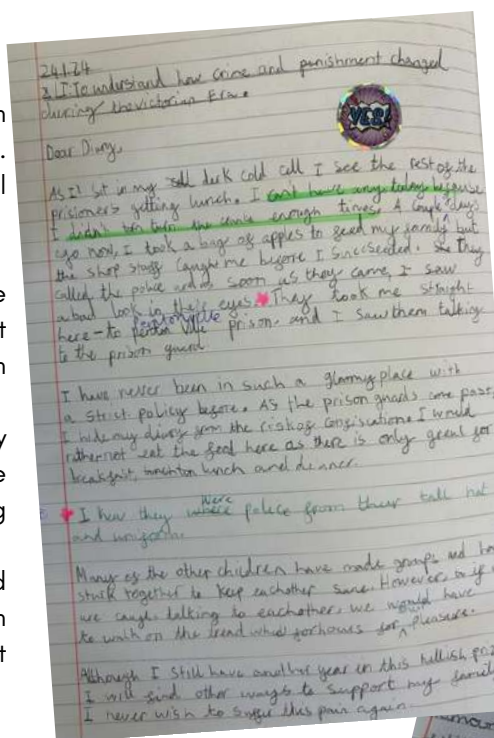 24.1.24
L.I: To understand how crime and punishment changed
during the Victorian Era.
YES!
Dear Diary,
As I sit in my dark cold cell I see the rest of the
prisoners getting lunch. I can't have any today because
I didn't turn the crank enough times. A couple days
ago now, I took a bag of apples to feed my family but
the shop staff caught me before I succseeded. They
called the police and as soon as they came, I saw
a bad look in their eyes. They took me straight
here - to pentonville prison, and I saw them talking
to the prison guard
I have never been in such a gloomy place with
a strict policy before. As the prison guards come past,
I hide my diary from the risk of I would
rather not eat the food here as there is only gruel for
breakfast, lunch and dinner.
I how they were police from their tall hat
and uniform.
Many of the other children have made groups and ha
stuck together to keep eachother sane. However, if
we caugh talking to eachother, we would have
to walk on the tread wheel for hours for pleasure.
Although I still have another year in this hellish pri
I will find other ways to support my famil
I never wish to suffer this pain again.